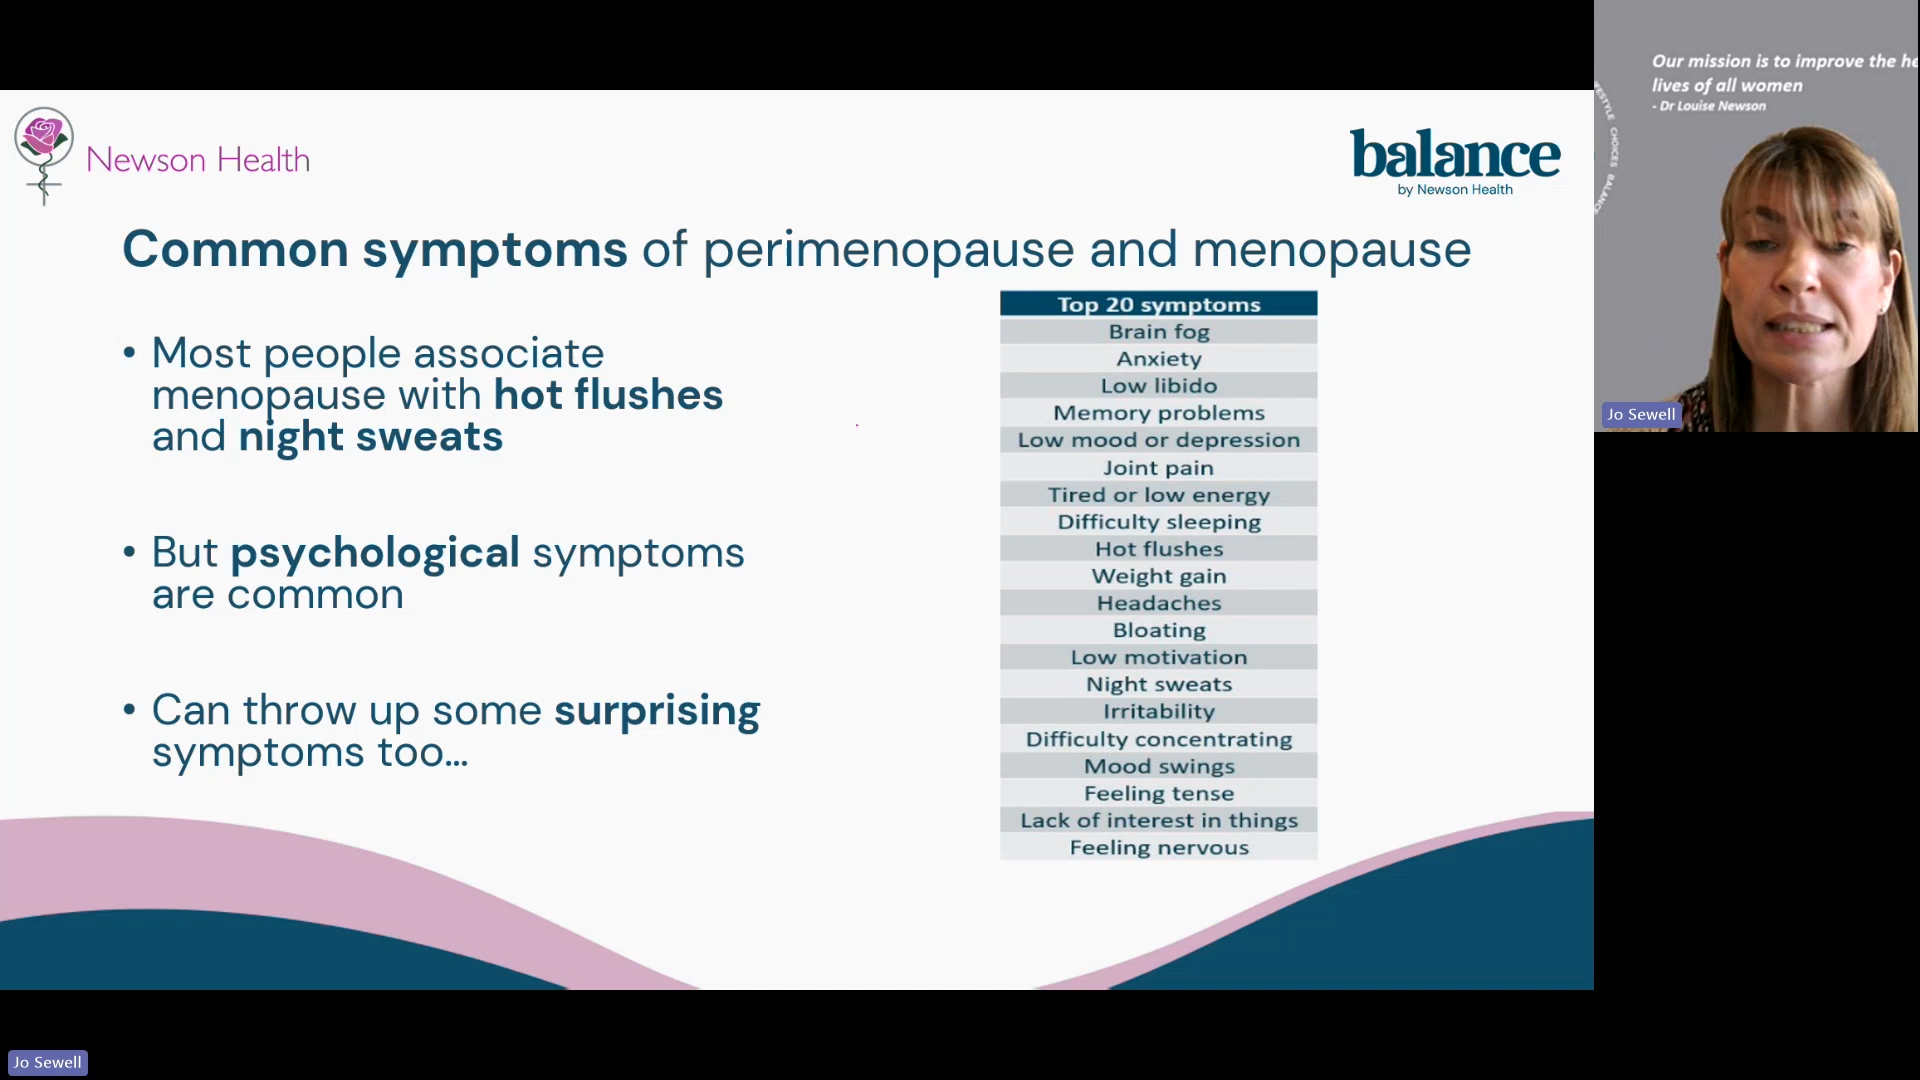 Newson Health
balance
by Newson Health
Common symptoms of perimenopause and menopause
• Most people associate
menopause with hot flushes
and night sweats
• But psychological symptoms
are common
• Can throw up some surprising
symptoms too...
Top 20 symptoms
Brain fog
Anxiety
Low libido
Memory problems
Low mood or depression
Joint pain
Tired or low energy
Difficulty sleeping
Hot flushes
Weight gain
Headaches
Bloating
Low motivation
Night sweats
Irritability
Difficulty concentrating
Mood swings
Feeling tense
Lack of interest in things
Feeling nervous
Our mission is to improve the he
lives of all women
- Dr Louise Newson
CHOICES BALANCE
Jo Sewell
Jo Sewell